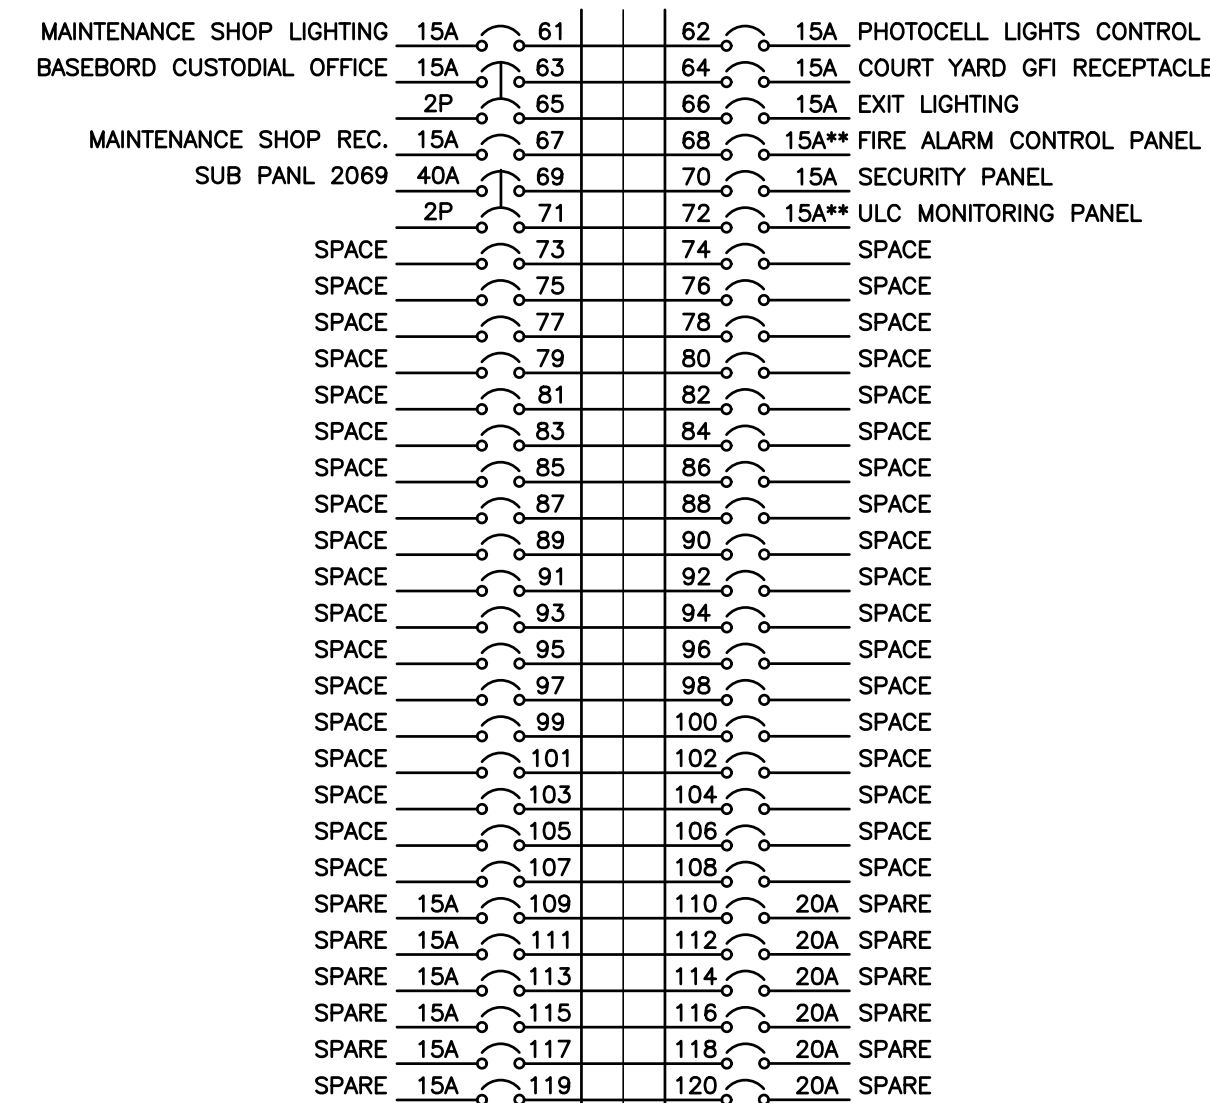 MAINTENANCE SHOP LIGHTING 15A 61 62 15A PHOTOCELL LIGHTS CONTROL
BASEBORD CUSTODIAL OFFICE 15A 63 64 15A COURT YARD GFI RECEPTACLE
2P 65 66 15A EXIT LIGHTING
MAINTENANCE SHOP REC. 15A 67 68 15A** FIRE ALARM CONTROL PANEL
SUB PANL 2069 40A 69 70 15A SECURITY PANEL
2P 71 72 15A** ULC MONITORING PANEL
SPACE 73 74 SPACE
SPACE 75 76 SPACE
SPACE 77 78 SPACE
SPACE 79 80 SPACE
SPACE 81 82 SPACE
SPACE 83 84 SPACE
SPACE 85 86 SPACE
SPACE 87 88 SPACE
SPACE 89 90 SPACE
SPACE 91 92 SPACE
SPACE 93 94 SPACE
SPACE 95 96 SPACE
SPACE 97 98 SPACE
SPACE 99 100 SPACE
SPACE 101 102 SPACE
SPACE 103 104 SPACE
SPACE 105 106 SPACE
SPACE 107 108 SPACE
SPARE 15A 109 110 20A SPARE
SPARE 15A 111 112 20A SPARE
SPARE 15A 113 114 20A SPARE
SPARE 15A 115 116 20A SPARE
SPARE 15A 117 118 20A SPARE
SPARE 15A 119 120 20A SPARE